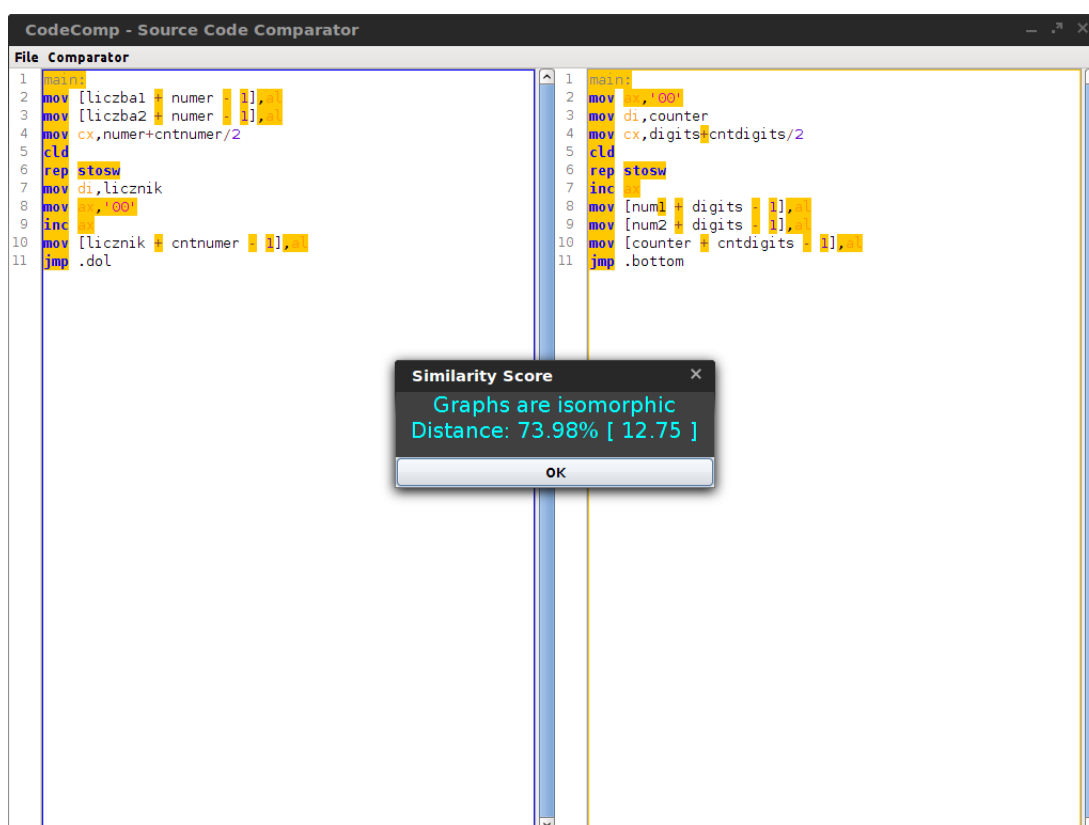 CodeComp - Source Code Comparator
File Comparator
1 main:
2 mov [liczba1 + numer - 1],al
3 mov [liczba2 + numer - 1],al
4 mov cx,numer+cntnumer/2
5 cld
6 rep stosw
7 mov di,licznik
8 mov ax,'00'
9 inc ax
10 mov [licznik + cntnumer - 1],al
11 jmp .dol
1 main:
2 mov ax,'00'
3 mov di,counter
4 mov cx,digits+cntdigits/2
5 cld
6 rep stosw
7 inc ax
8 mov [num1 + digits - 1],al
9 mov [num2 + digits - 1],al
10 mov [counter + cntdigits - 1],al
11 jmp .bottom
Similarity Score
Graphs are isomorphic
Distance: 73.98% [ 12.75 ]
OK